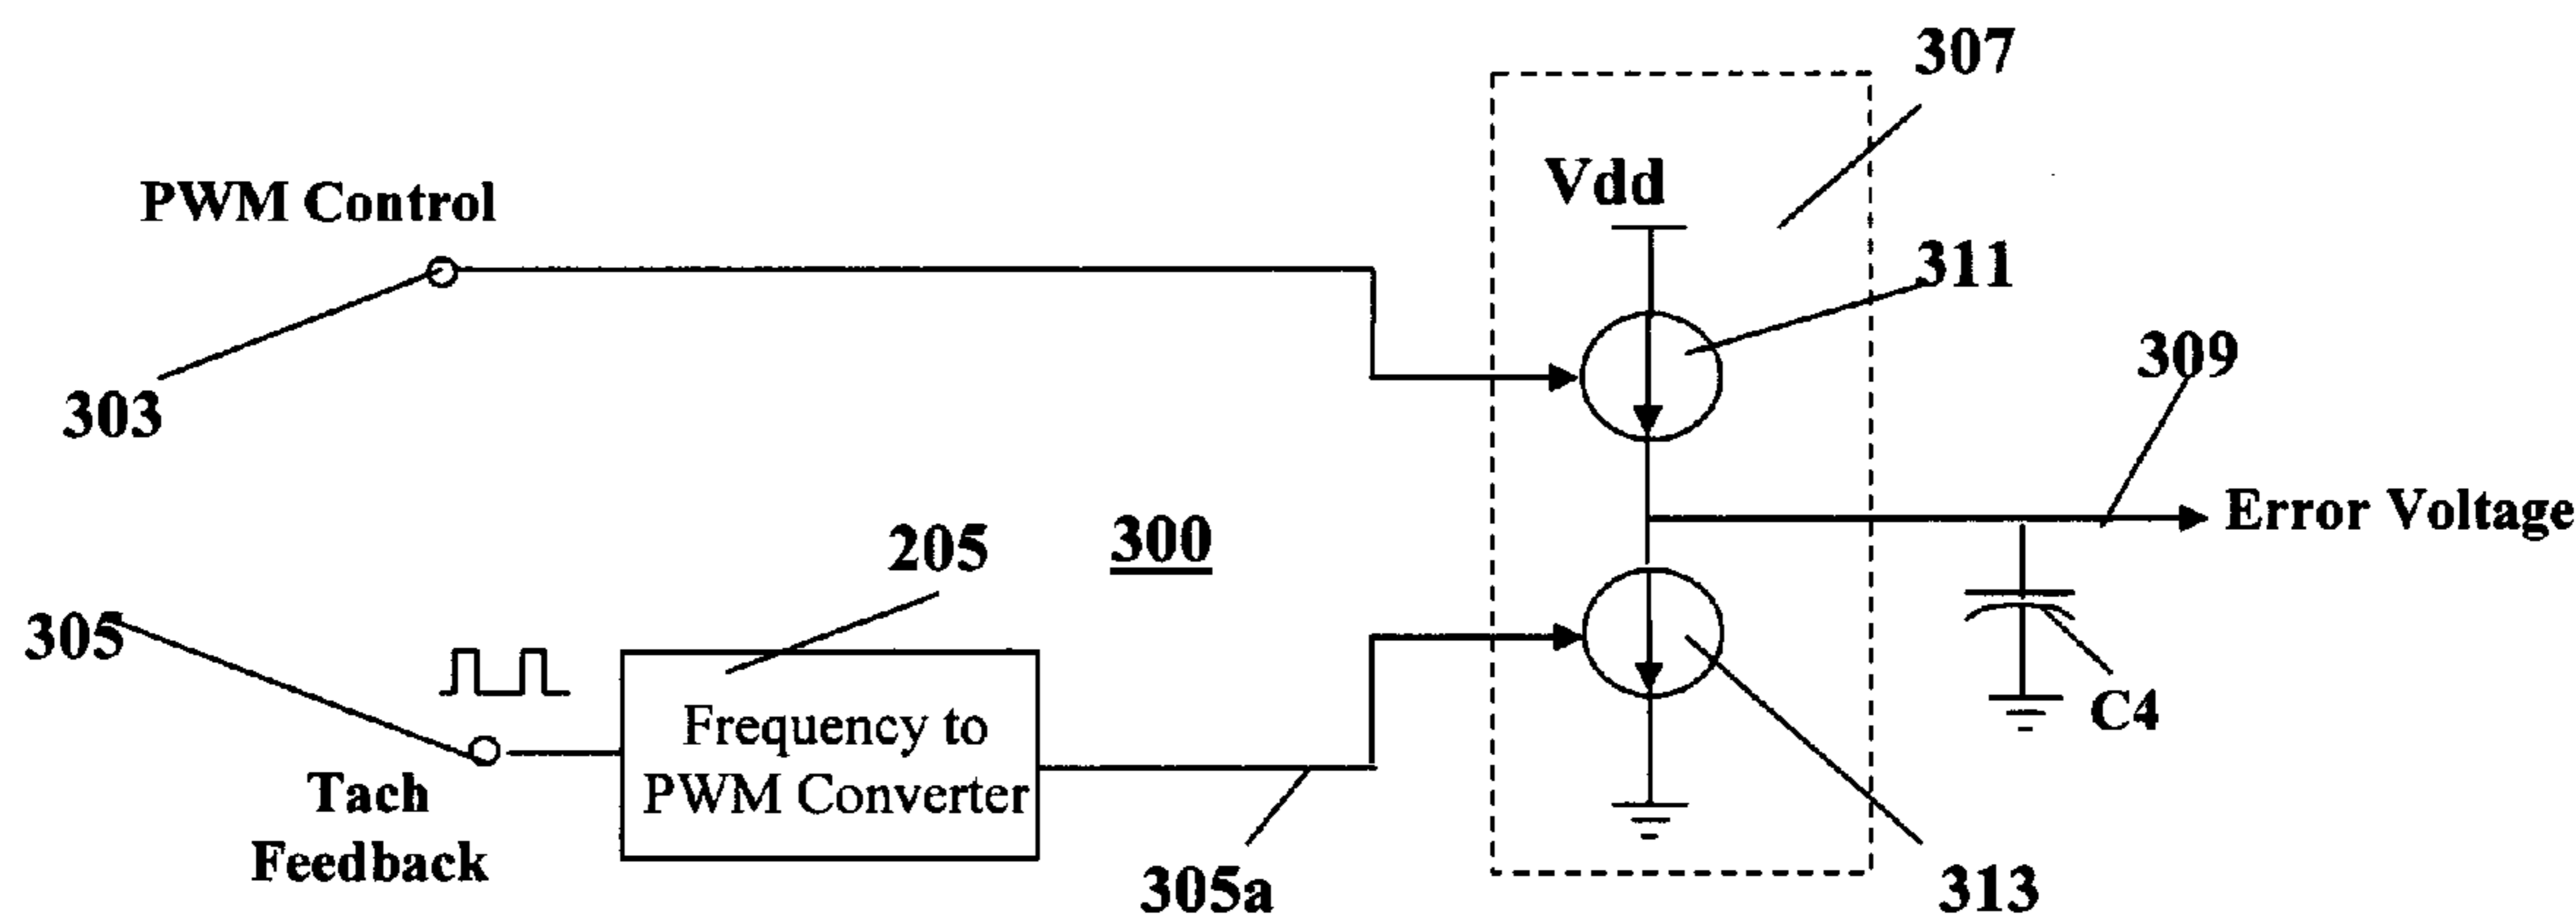 307
PWM Control
Vdd
311
303
309
Error Voltage
205
300
305
Frequency to
PWM Converter
C4
Tach
Feedback
305a
313